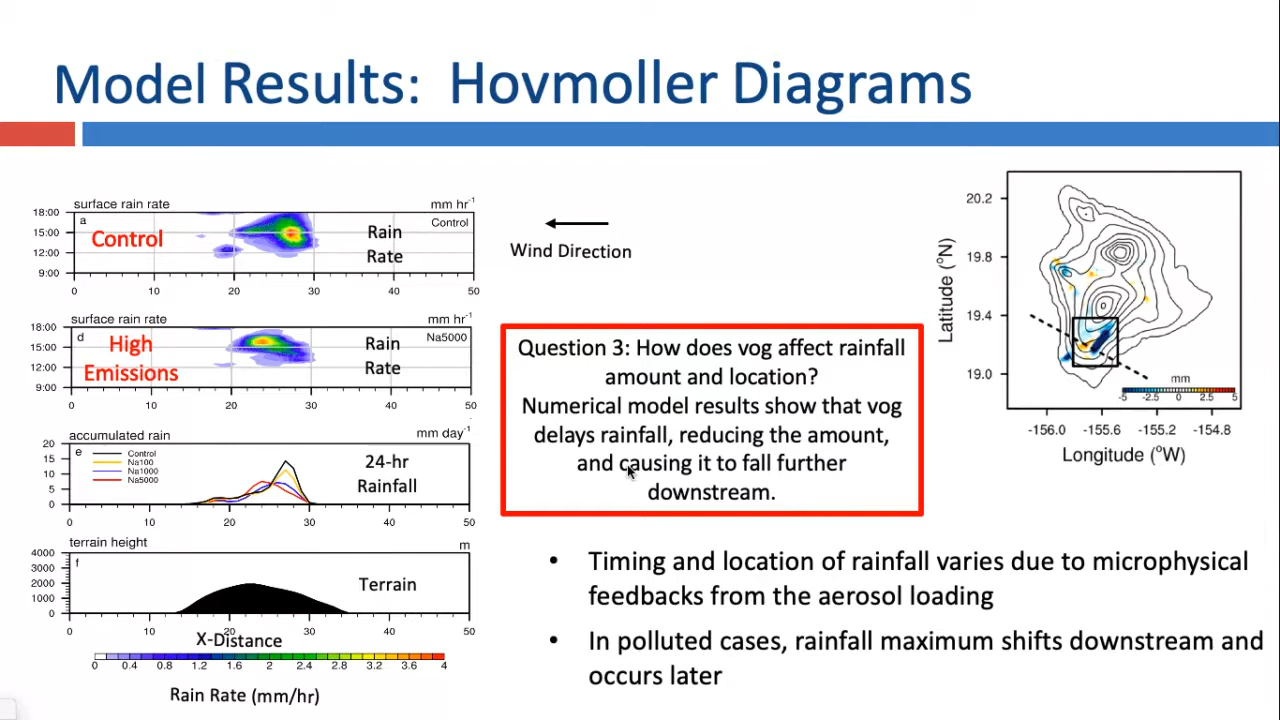 Model Results: Hovmoller Diagrams
surface rain rate mm hr-1
18:00
15:00
12:00
9:00
a
Control
Rain
Rate
Control
0 10 20 30 40 50
Wind Direction
surface rain rate mm hr-1
18:00
15:00
12:00
9:00
d
High
Emissions
Rain
Rate
Na5000
0 10 20 30 40 50
accumulated rain mm day-1
20
15
10
5
0
e
Control
Na100
Na1000
Na5000
24-hr
Rainfall
0 10 20 30 40 50
terrain height m
4000
3000
2000
1000
0
f
Terrain
0 10 20 30 40 50
X-Distance
0 0.4 0.8 1.2 1.6 2 2.4 2.8 3.2 3.6 4
Rain Rate (mm/hr)
Question 3: How does vog affect rainfall
amount and location?
Numerical model results show that vog
delays rainfall, reducing the amount,
and causing it to fall further
downstream.
Latitude (oN)
20.2
19.8
19.4
19.0
mm
-5 -2.5 0 2.5 5
-156.0 -155.6 -155.2 -154.8
Longitude (oW)
• Timing and location of rainfall varies due to microphysical
feedbacks from the aerosol loading
• In polluted cases, rainfall maximum shifts downstream and
occurs later